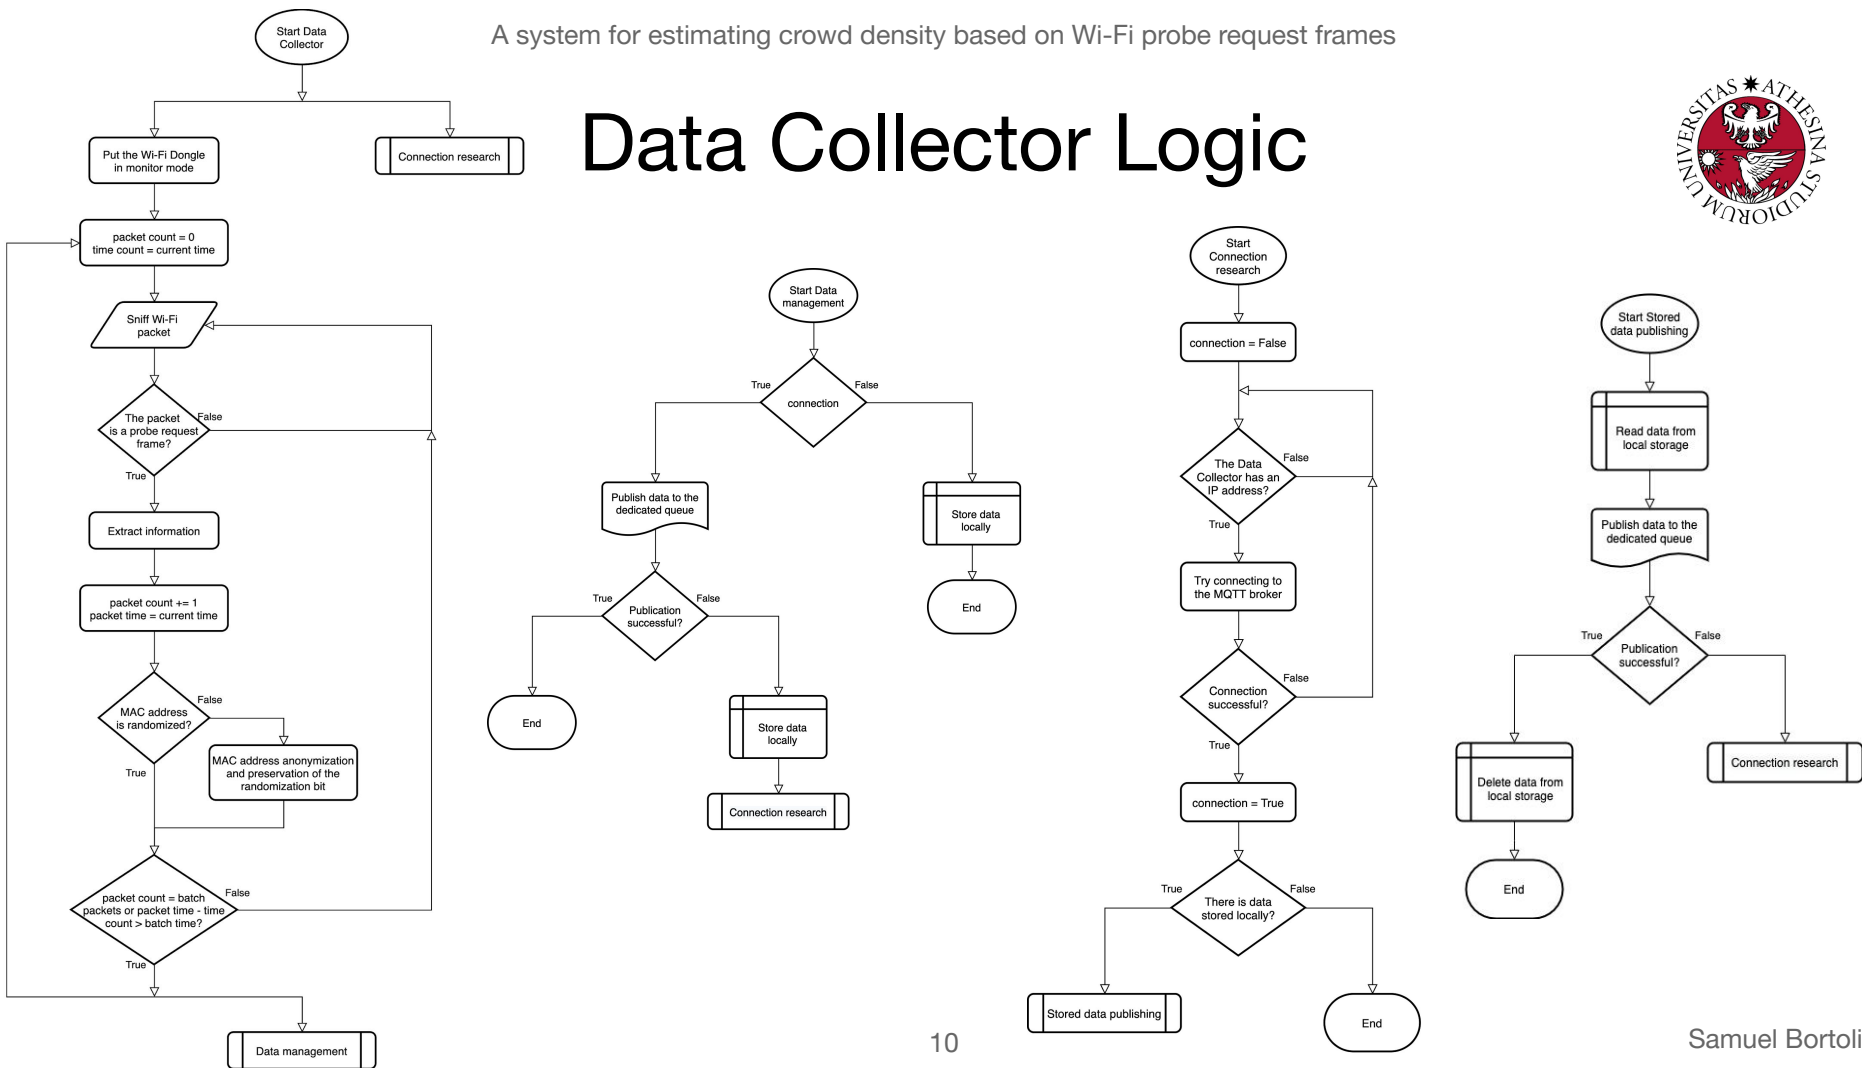 A system for estimating crowd density based on Wi-Fi probe request frames
Data Collector Logic
UNIVERSITAS ATHESINA STUDIORUM
Start Data
Collector
Put the Wi-Fi Dongle
in monitor mode
Connection research
packet count = 0
time count = current time
Sniff Wi-Fi
packet
The packet
is a probe request
frame?
False
True
Extract information
packet count += 1
packet time = current time
MAC address
is randomized?
False
True
MAC address anonymization
and preservation of the
randomization bit
packet count = batch
packets or packet time - time
count > batch time?
False
True
Data management
Start Data
management
connection
True
False
Publish data to the
dedicated queue
Store data
locally
End
Publication
successful?
True
False
End
Store data
locally
Connection research
Start
Connection
research
connection = False
The Data
Collector has an
IP address?
False
True
Try connecting to
the MQTT broker
Connection
successful?
False
True
connection = True
There is data
stored locally?
True
False
Stored data publishing
End
Start Stored
data publishing
Read data from
local storage
Publish data to the
dedicated queue
Publication
successful?
True
False
Delete data from
local storage
Connection research
End
10
Samuel Bortoli